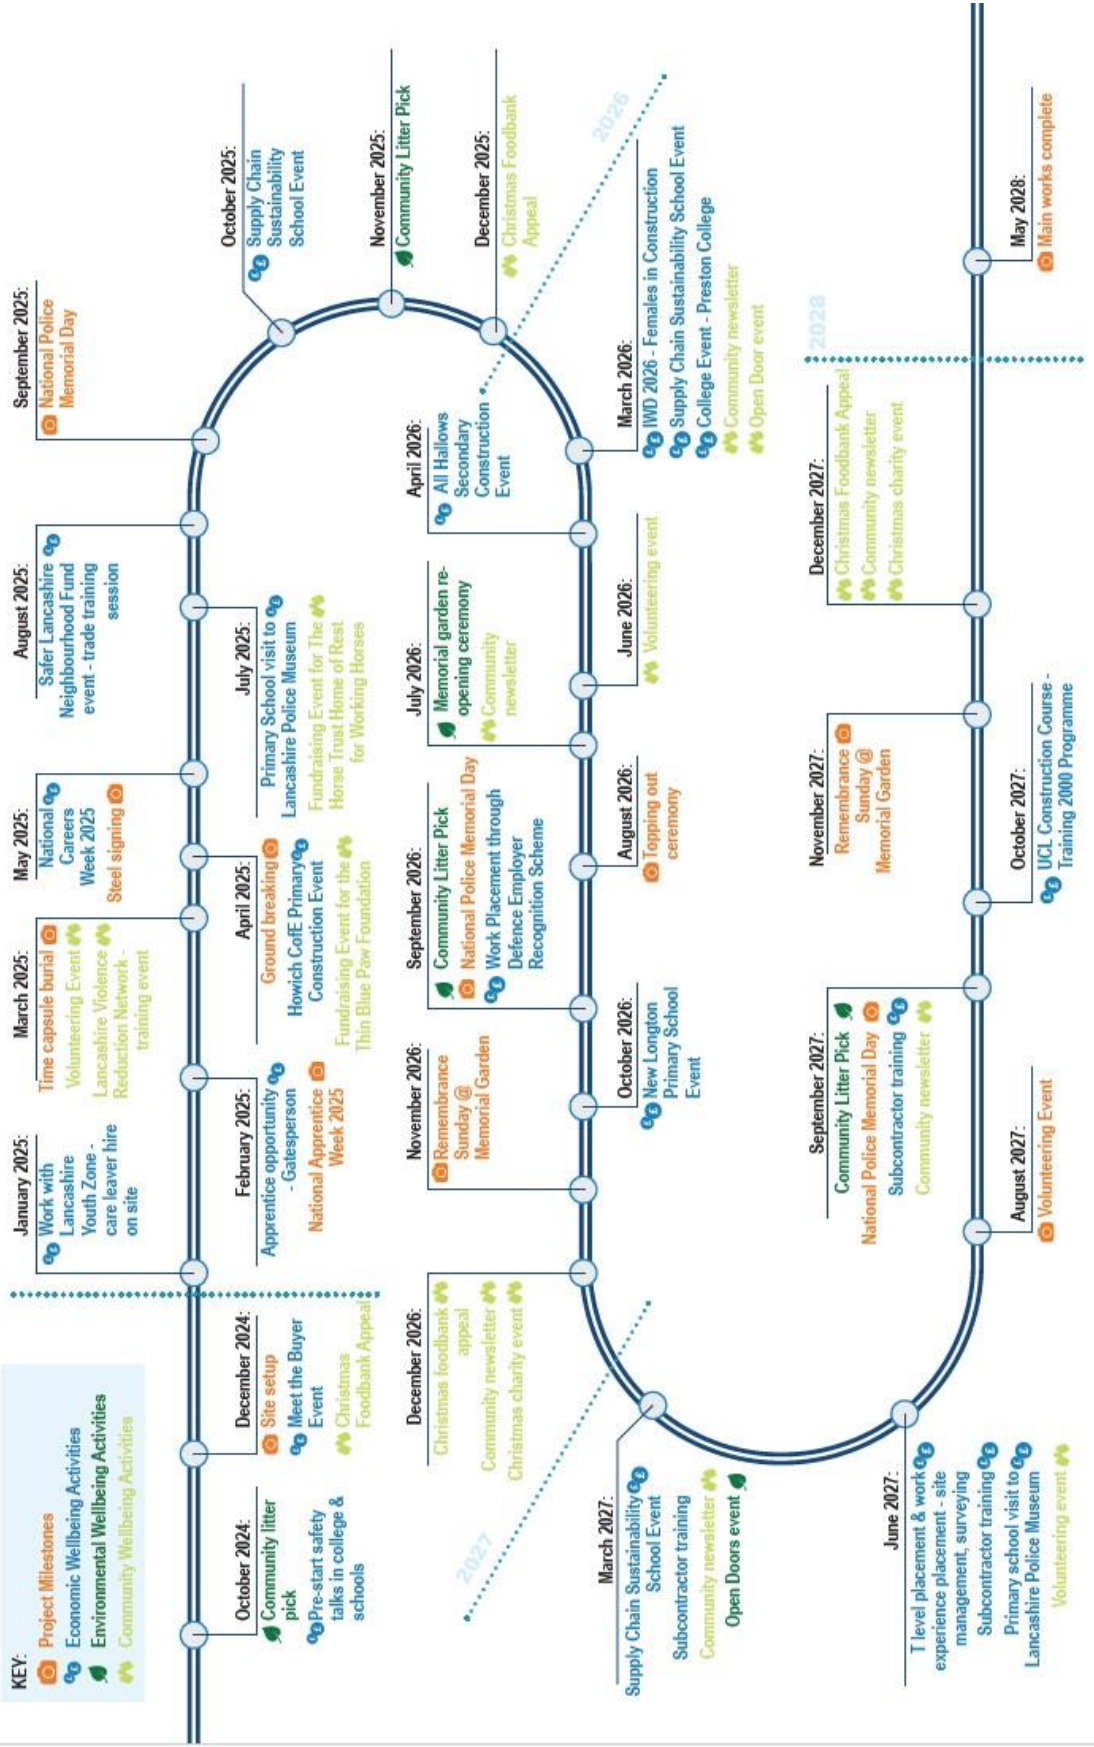 KEY:
Project Milestones
Economic Wellbeing Activities
Environmental Wellbeing Activities
Community Wellbeing Activities
October 2024:
Community litter
pick
Pre-start safety
talks in college &
schools
December 2024:
Site setup
Meet the Buyer
Event
Christmas
Foodbank Appeal
January 2025:
Work with
Lancashire
Youth Zone -
care leaver hire
on site
February 2025:
Apprentice opportunity
- Gatesperson
National Apprentice
Week 2025
March 2025:
Time capsule burial
Volunteering Event
Lancashire Violence
Reduction Network -
training event
April 2025:
Ground breaking
Howich CofE Primary
Construction Event
Fundraising Event for the
Thin Blue Paw Foundation
May 2025:
National
Careers
Week 2025
Steel signing
July 2025:
Primary School visit to
Lancashire Police Museum
Fundraising Event for The
Horse Trust Home of Rest
for Working Horses
August 2025:
Safer Lancashire
Neighbourhood Fund
event - trade training
session
September 2025:
National Police
Memorial Day
October 2025:
Supply Chain
Sustainability
School Event
November 2025:
Community Litter Pick
December 2025:
Christmas Foodbank
Appeal
2026
March 2026:
IWD 2026 - Females in Construction
Supply Chain Sustainability School Event
College Event - Preston College
Community newsletter
Open Door event
April 2026:
All Hallows
Secondary
Construction
Event
June 2026:
Volunteering event
July 2026:
Memorial garden re-
opening ceremony
Community
newsletter
August 2026:
Topping out
ceremony
September 2026:
Community Litter Pick
National Police Memorial Day
Work Placement through
Defence Employer
Recognition Scheme
October 2026:
New Longton
Primary School
Event
November 2026:
Remembrance
Sunday @
Memorial Garden
December 2026:
Christmas foodbank
appeal
Community newsletter
Christmas charity event
2027
March 2027:
Supply Chain Sustainability
School Event
Subcontractor training
Community newsletter
Open Doors event
June 2027:
T level placement & work
experience placement - site
management, surveying
Subcontractor training
Primary school visit to
Lancashire Police Museum
Volunteering event
August 2027:
Volunteering Event
September 2027:
Community Litter Pick
National Police Memorial Day
Subcontractor training
Community newsletter
October 2027:
UCL Construction Course -
Training 2000 Programme
November 2027:
Remembrance
Sunday @
Memorial Garden
December 2027:
Christmas Foodbank Appeal
Community newsletter
Christmas charity event
2028
May 2028:
Main works complete